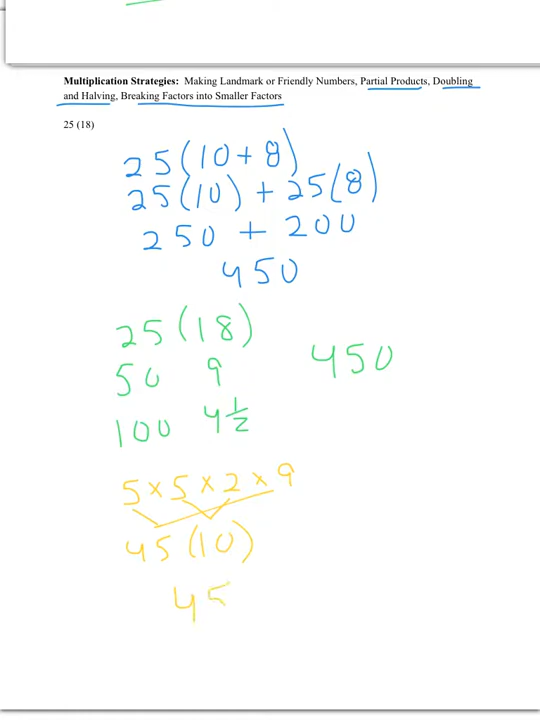 Multiplication Strategies: Making Landmark or Friendly Numbers, Partial Products, Doubling
and Halving, Breaking Factors into Smaller Factors
25 (18)
25(10+8)
25(10) + 25(8)
250 + 200
450
25(18)
50 9
450
100 4½
5×5×2×9
45(10)
45